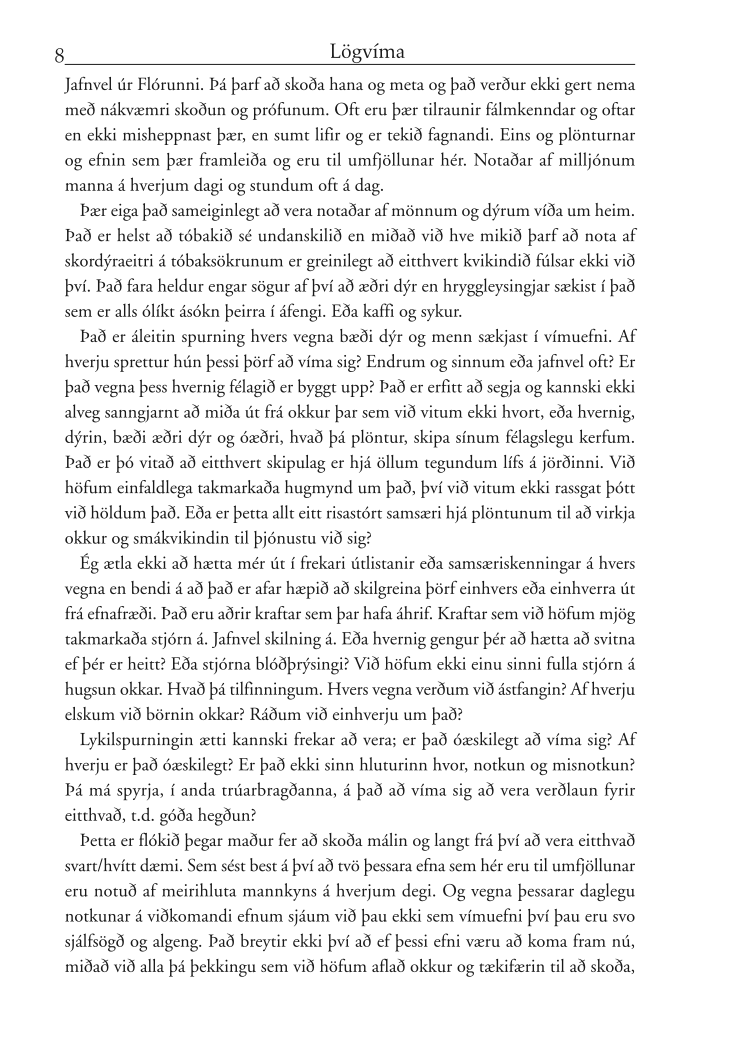 8
Lögvíma
Jafnvel úr Flórunni. Þá þarf að skoða hana og meta og það verður ekki gert nema
með nákvæmri skoðun og prófunum. Oft eru þær tilraunir fálmkenndar og oftar
en ekki misheppnast þær, en sumt lifir og er tekið fagnandi. Eins og plönturnar
og efnin sem þær framleiða og eru til umfjöllunar hér. Notaðar af milljónum
manna á hverjum dagi og stundum oft á dag.
Þær eiga það sameiginlegt að vera notaðar af mönnum og dýrum víða um heim.
Það er helst að tóbakið sé undanskilið en miðað við hve mikið þarf að nota af
skordýraeitri á tóbaksökrunum er greinilegt að eitthvert kvikindið fúlsar ekki við
því. Það fara heldur engar sögur af því að æðri dýr en hryggleysingjar sækist í það
sem er alls ólíkt ásókn þeirra í áfengi. Eða kaffi og sykur.
Það er áleitin spurning hvers vegna bæði dýr og menn sækjast í vímuefni. Af
hverju sprettur hún þessi þörf að víma sig? Endrum og sinnum eða jafnvel oft? Er
það vegna þess hvernig félagið er byggt upp? Það er erfitt að segja og kannski ekki
alveg sanngjarnt að miða út frá okkur þar sem við vitum ekki hvort, eða hvernig,
dýrin, bæði æðri dýr og óæðri, hvað þá plöntur, skipa sínum félagslegu kerfum.
Það er þó vitað að eitthvert skipulag er hjá öllum tegundum lífs á jörðinni. Við
höfum einfaldlega takmarkaða hugmynd um það, því við vitum ekki rassgat þótt
við höldum það. Eða er þetta allt eitt risastórt samsæri hjá plöntunum til að virkja
okkur og smákvikindin til þjónustu við sig?
Ég ætla ekki að hætta mér út í frekari útlistanir eða samsæriskenningar á hvers
vegna en bendi á að það er afar hæpið að skilgreina þörf einhvers eða einhverra út
frá efnafræði. Það eru aðrir kraftar sem þar hafa áhrif. Kraftar sem við höfum mjög
takmarkaða stjórn á. Jafnvel skilning á. Eða hvernig gengur þér að hætta að svitna
ef þér er heitt? Eða stjórna blóðþrýsingi? Við höfum ekki einu sinni fulla stjórn á
hugsun okkar. Hvað þá tilfinningum. Hvers vegna verðum við ástfangin? Af hverju
elskum við börnin okkar? Ráðum við einhverju um það?
Lykilspurningin ætti kannski frekar að vera; er það óæskilegt að víma sig? Af
hverju er það óæskilegt? Er það ekki sinn hluturinn hvor, notkun og misnotkun?
Þá má spyrja, í anda trúarbragðanna, á það að víma sig að vera verðlaun fyrir
eitthvað, t.d. góða hegðun?
Þetta er flókið þegar maður fer að skoða málin og langt frá því að vera eitthvað
svart/hvítt dæmi. Sem sést best á því að tvö þessara efna sem hér eru til umfjöllunar
eru notuð af meirihluta mannkyns á hverjum degi. Og vegna þessarar daglegu
notkunar á viðkomandi efnum sjáum við þau ekki sem vímuefni því þau eru svo
sjálfsögð og algeng. Það breytir ekki því að ef þessi efni væru að koma fram nú,
miðað við alla þá þekkingu sem við höfum aflað okkur og tækifærin til að skoða,